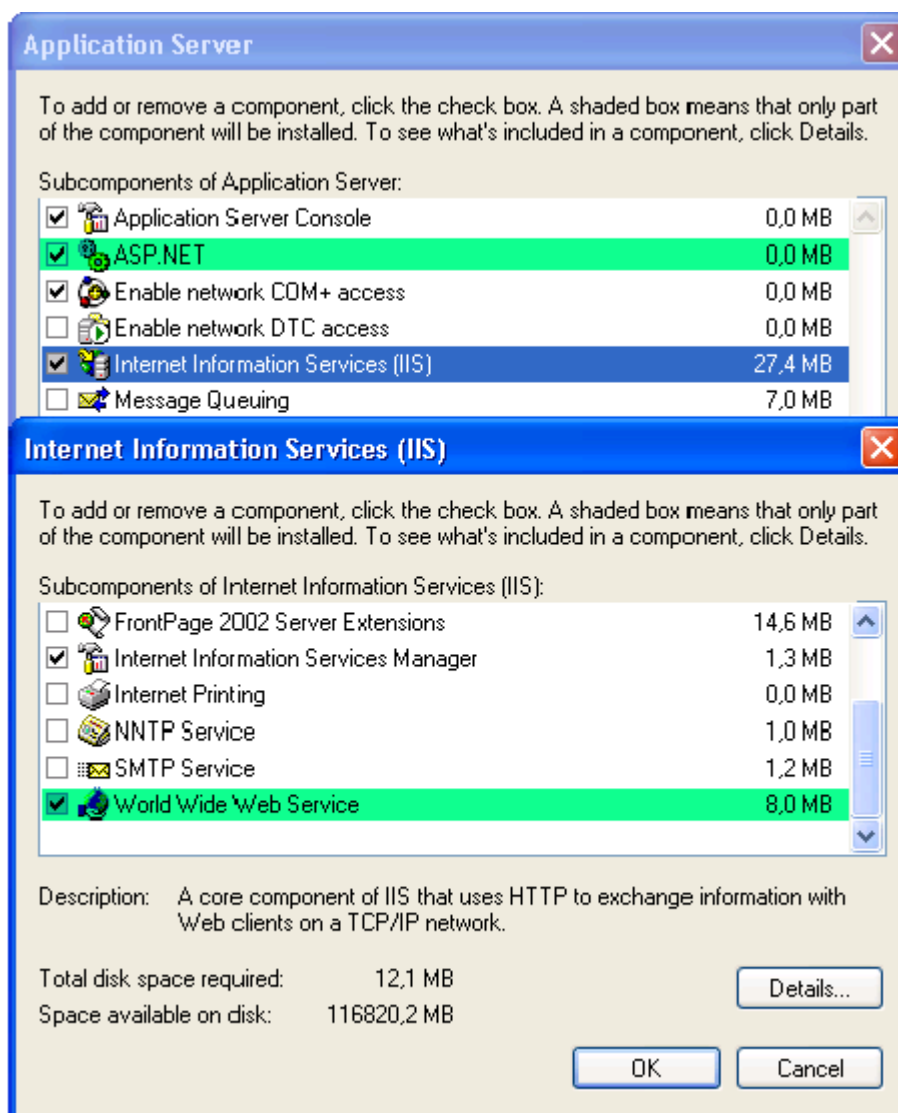 Application Server
To add or remove a component, click the check box. A shaded box means that only part
of the component will be installed. To see what's included in a component, click Details.
Subcomponents of Application Server:
Application Server Console 0,0 MB
ASP.NET 0,0 MB
Enable network COM+ access 0,0 MB
Enable network DTC access 0,0 MB
Internet Information Services (IIS) 27,4 MB
Message Queuing 7,0 MB
Internet Information Services (IIS)
To add or remove a component, click the check box. A shaded box means that only part
of the component will be installed. To see what's included in a component, click Details.
Subcomponents of Internet Information Services (IIS):
FrontPage 2002 Server Extensions 14,6 MB
Internet Information Services Manager 1,3 MB
Internet Printing 0,0 MB
NNTP Service 1,0 MB
SMTP Service 1,2 MB
World Wide Web Service 8,0 MB
Description: A core component of IIS that uses HTTP to exchange information with
Web clients on a TCP/IP network.
Total disk space required: 12,1 MB
Details...
Space available on disk: 116820,2 MB
OK Cancel